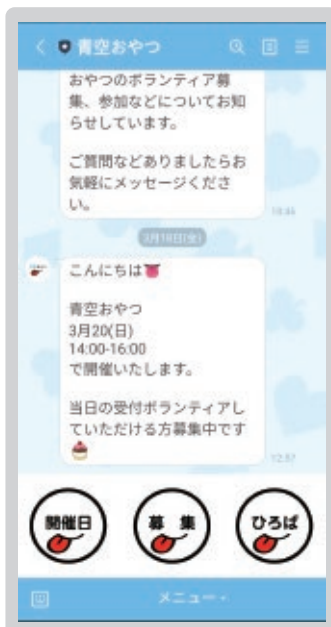 青空おやつ
おやつのボランティア募
集、参加などについてお知
らせしています。
ご質問などありましたらお
気軽にメッセージくださ
い。
こんにちは
青空おやつ
3月20(日)
14:00-16:00
で開催いたします。
当日の受付ボランティアし
ていただける方募集中です
12:57
開催日
募集
ひろば
メニュー